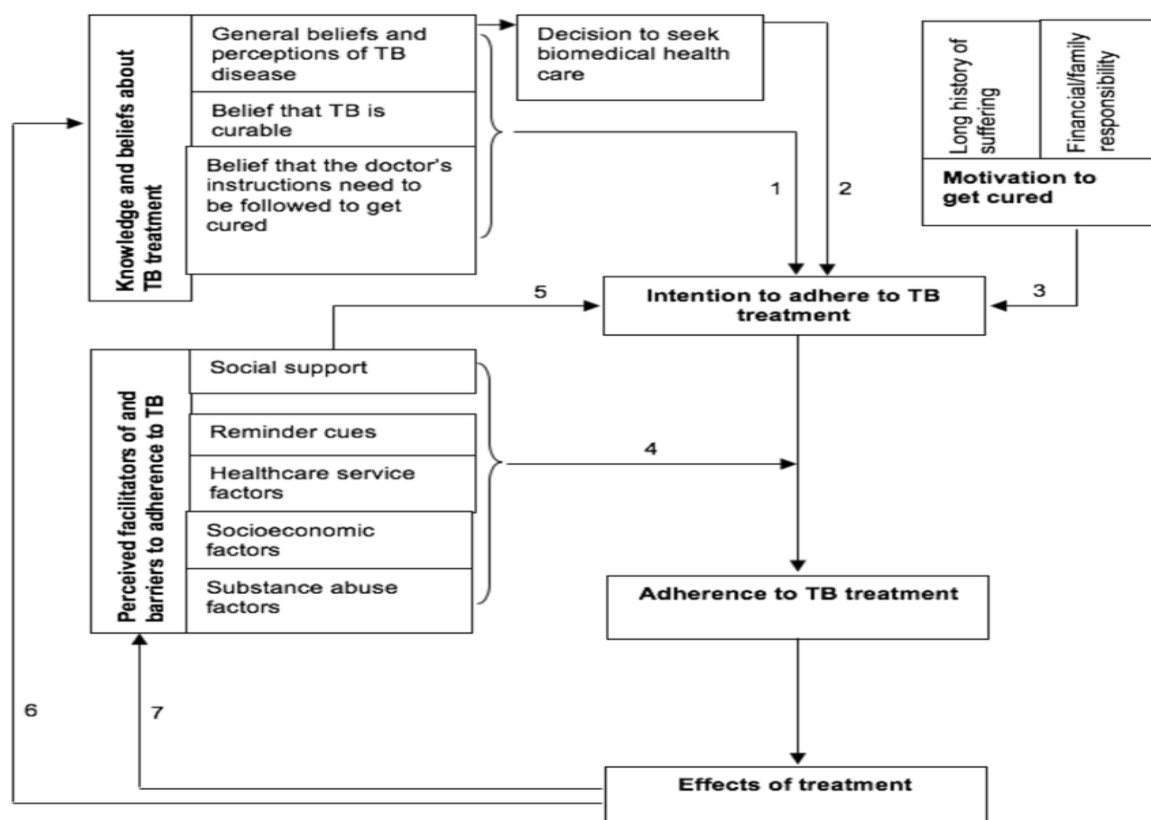 Knowledge and beliefs about
TB treatment
General beliefs and
perceptions of TB
disease
Belief that TB is
curable
Belief that the doctor's
instructions need to
be followed to get
cured
Decision to seek
biomedical health
care
Long history of
suffering
Financial/family
responsibility
Motivation to
get cured
1
2
3
5
Intention to adhere to TB
treatment
Perceived facilitators of and
barriers to adherence to TB
Social support
Reminder cues
Healthcare service
factors
Socioeconomic
factors
Substance abuse
factors
4
Adherence to TB treatment
6
7
Effects of treatment